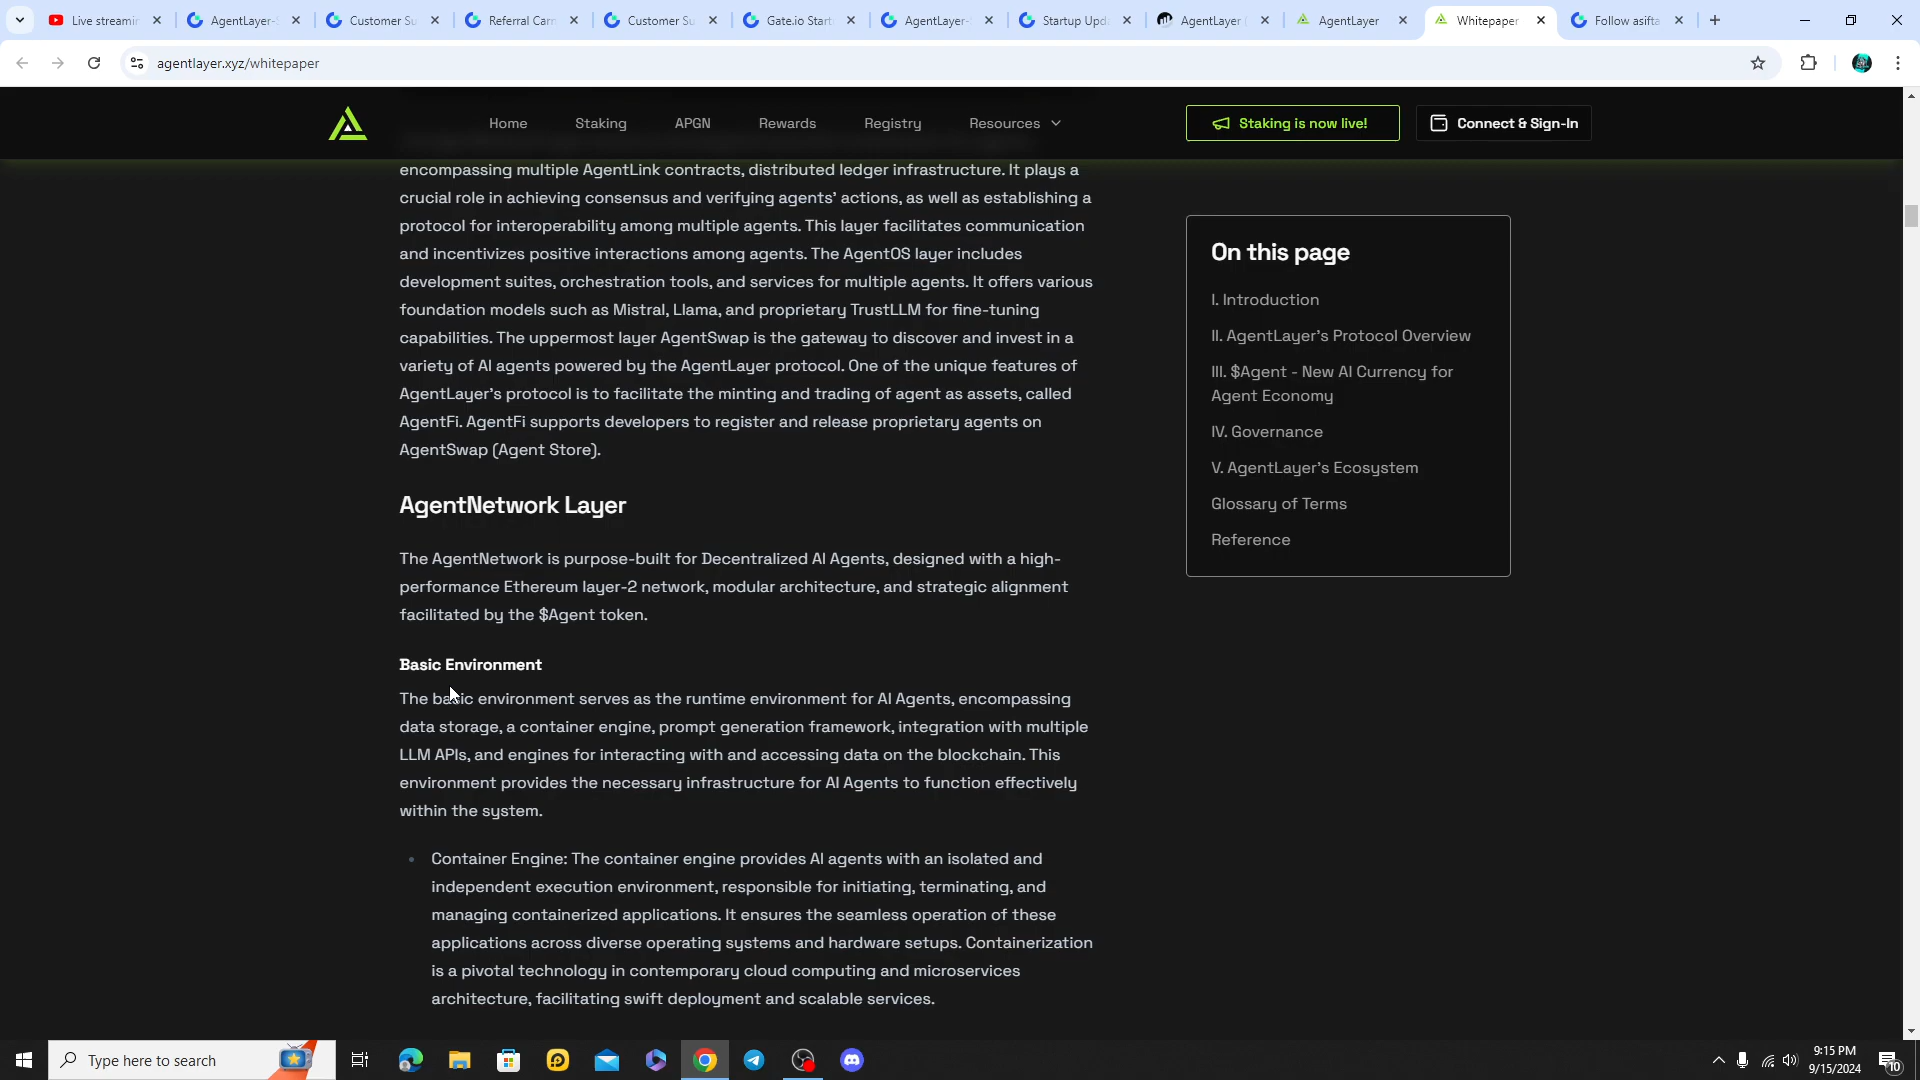 Live streamin
AgentLayer-S
Customer Su
Referral Carn
Customer Su
Gate.io Start
AgentLayer-S
Startup Upda
AgentLayer (
AgentLayer
Whitepaper
Follow asifta
agentlayer.xyz/whitepaper
Home
Staking
APGN
Rewards
Registry
Resources
Staking is now live!
Connect & Sign-In
encompassing multiple AgentLink contracts, distributed ledger infrastructure. It plays a
crucial role in achieving consensus and verifying agents' actions, as well as establishing a
protocol for interoperability among multiple agents. This layer facilitates communication
and incentivizes positive interactions among agents. The AgentOS layer includes
development suites, orchestration tools, and services for multiple agents. It offers various
foundation models such as Mistral, Llama, and proprietary TrustLLM for fine-tuning
capabilities. The uppermost layer AgentSwap is the gateway to discover and invest in a
variety of AI agents powered by the AgentLayer protocol. One of the unique features of
AgentLayer's protocol is to facilitate the minting and trading of agent as assets, called
AgentFi. AgentFi supports developers to register and release proprietary agents on
AgentSwap (Agent Store).
AgentNetwork Layer
The AgentNetwork is purpose-built for Decentralized AI Agents, designed with a high-
performance Ethereum layer-2 network, modular architecture, and strategic alignment
facilitated by the $Agent token.
Basic Environment
The basic environment serves as the runtime environment for AI Agents, encompassing
data storage, a container engine, prompt generation framework, integration with multiple
LLM APIs, and engines for interacting with and accessing data on the blockchain. This
environment provides the necessary infrastructure for AI Agents to function effectively
within the system.
• Container Engine: The container engine provides AI agents with an isolated and
independent execution environment, responsible for initiating, terminating, and
managing containerized applications. It ensures the seamless operation of these
applications across diverse operating systems and hardware setups. Containerization
is a pivotal technology in contemporary cloud computing and microservices
architecture, facilitating swift deployment and scalable services.
On this page
I. Introduction
II. AgentLayer's Protocol Overview
III. $Agent - New AI Currency for
Agent Economy
IV. Governance
V. AgentLayer's Ecosystem
Glossary of Terms
Reference
Type here to search
9:15 PM
9/15/2024
10